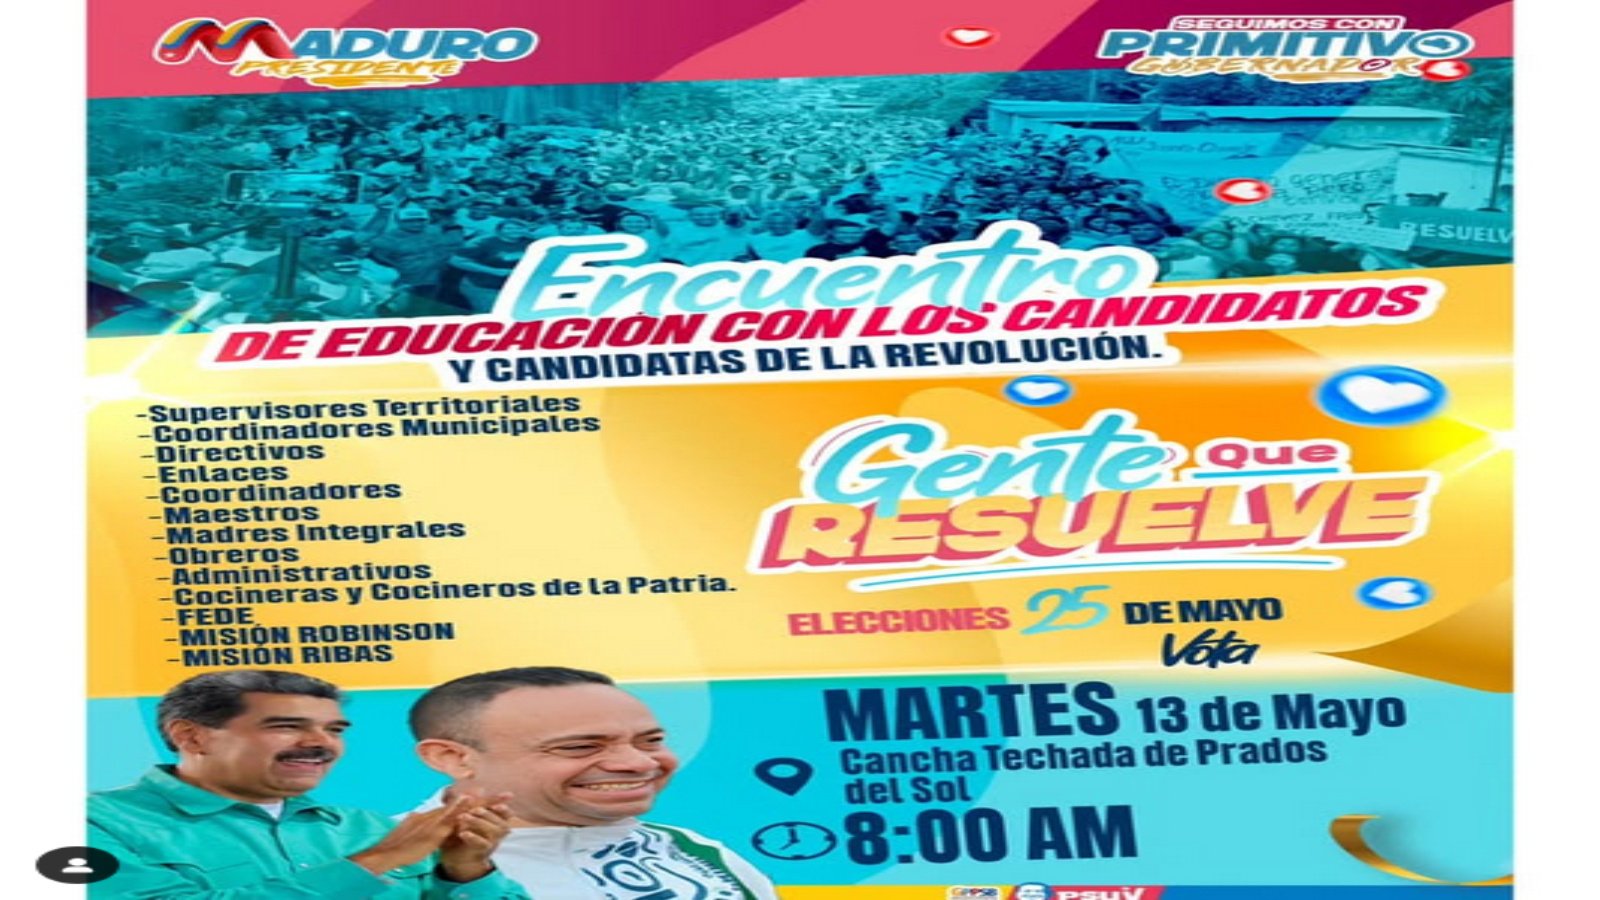 MADURO
PRESIDENTE
SEGUIMOS CON
PRIMITIVO
GOBERNADOR
RESUELV
Encuentro
DE EDUCACIÓN CON LOS CANDIDATOS
Y CANDIDATAS DE LA REVOLUCIÓN.
-Supervisores Territoriales
-Coordinadores Municipales
-Directivos
-Enlaces
-Coordinadores
-Maestros
-Madres Integrales
-Obreros
-Administrativos
-Cocineras y Cocineros de la Patria.
-FEDE
-MISIÓN ROBINSON
-MISIÓN RIBAS
Gente Que
RESUELVE
ELECCIONES 25 DE MAYO
Vota
MARTES 13 de Mayo
Cancha Techada de Prados
del Sol
8:00 AM
GPPSB
PSUV